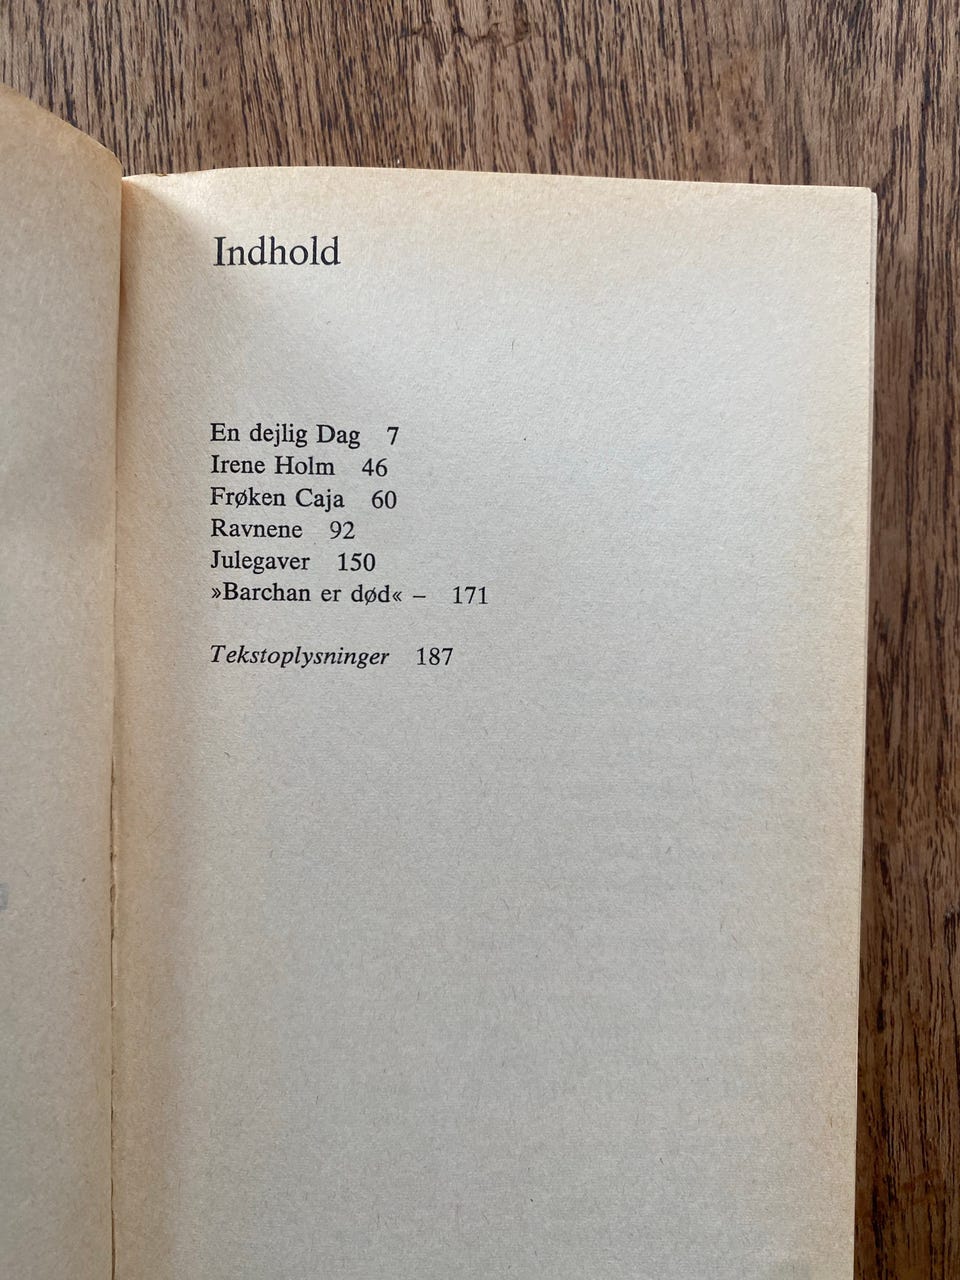 Indhold
En dejlig Dag 7
Irene Holm 46
Frøken Caja 60
Ravnene 92
Julegaver 150
»Barchan er død« – 171
Tekstoplysninger 187